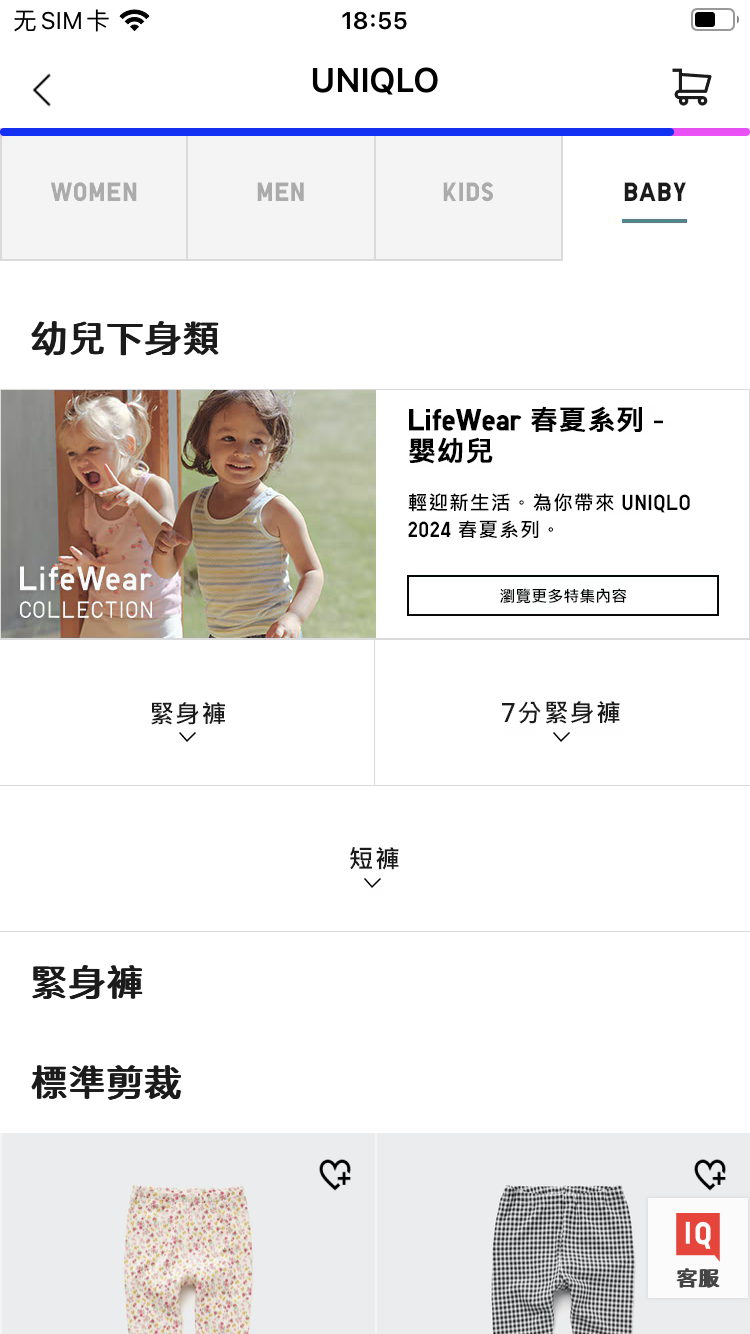 无SIM卡
18:55
UNIQLO
WOMEN
MEN
KIDS
BABY
幼兒下身類
LifeWear
COLLECTION
LifeWear 春夏系列 -
嬰幼兒
輕迎新生活。為你帶來 UNIQLO
2024 春夏系列。
瀏覽更多特集內容
緊身褲
7分緊身褲
短褲
緊身褲
標準剪裁
IQ
客服